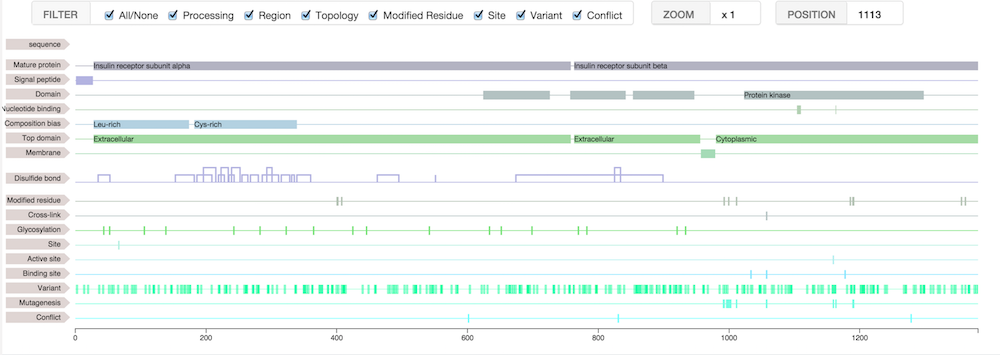 FILTER All/None Processing Region Topology Modified Residue Site Variant Conflict ZOOM x 1 POSITION 1113
sequence
Mature protein Insulin receptor subunit alpha Insulin receptor subunit beta
Signal peptide
Domain Protein kinase
Nucleotide binding
Composition bias Leu-rich Cys-rich
Top domain Extracellular Extracellular Cytoplasmic
Membrane
Disulfide bond
Modified residue
Cross-link
Glycosylation
Site
Active site
Binding site
Variant
Mutagenesis
Conflict
0 200 400 600 800 1000 1200